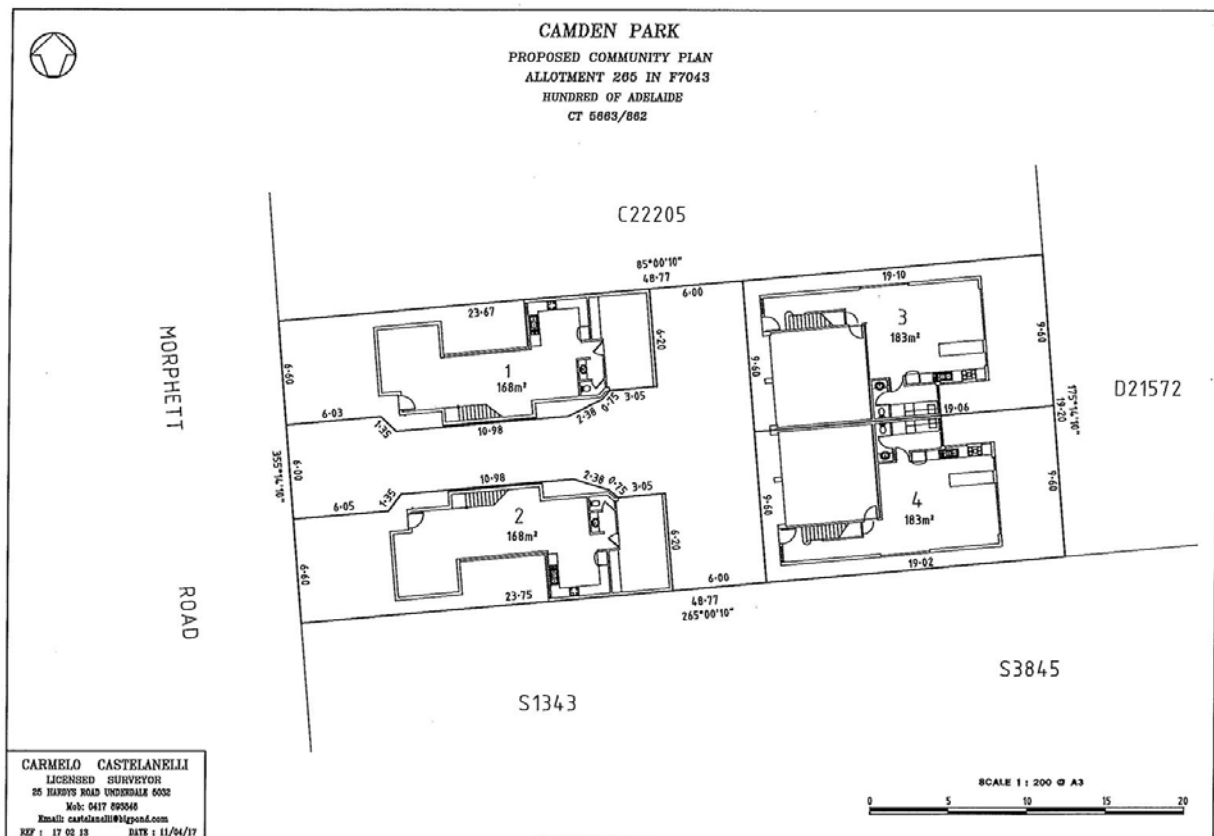 CAMDEN PARK
PROPOSED COMMUNITY PLAN
ALLOTMENT 265 IN F7043
HUNDRED OF ADELAIDE
CT 5663/862
C22205
85°00'10"
48·77
6·00
19·10
23·67
MORPHETT
ROAD
6·60
1
168m²
6·20
3
183m²
9·60
9·60
D21572
6·03
1·35
10·98
2·38
0·75
3·05
19·06
175°14'10"
19·20
355°14'10"
6·00
6·05
1·35
10·98
2·38
0·75
3·05
2
168m²
6·20
4
183m²
9·60
9·60
6·60
23·75
6·00
19·02
48·77
265°00'10"
S1343
S3845
CARMELO CASTELANELLI
LICENSED SURVEYOR
25 HARDYS ROAD UNDERDALE 5032
Mob: 0417
Email: castelanelli@bigpond.com
REF : 17 02 13 DATE : 11/04/17
SCALE 1 : 200 @ A3
0 5 10 15 20